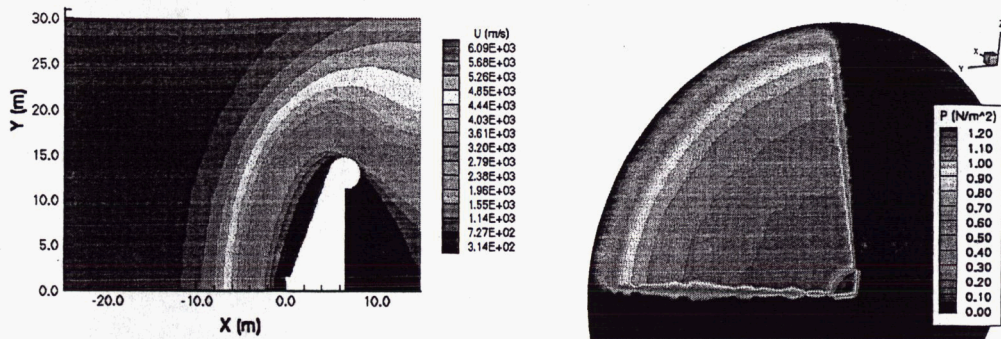 30.0
25.0
20.0
15.0
10.0
5.0
0.0
Y (m)
-20.0 -10.0 0.0 10.0
X (m)
U (m/s)
6.09E+03
5.68E+03
5.26E+03
4.85E+03
4.44E+03
4.03E+03
3.61E+03
3.20E+03
2.79E+03
2.38E+03
1.96E+03
1.55E+03
1.14E+03
7.27E+02
3.14E+02
Z
X
Y
P (N/m^2)
1.20
1.10
1.00
0.90
0.80
0.70
0.60
0.50
0.40
0.30
0.20
0.10
0.00